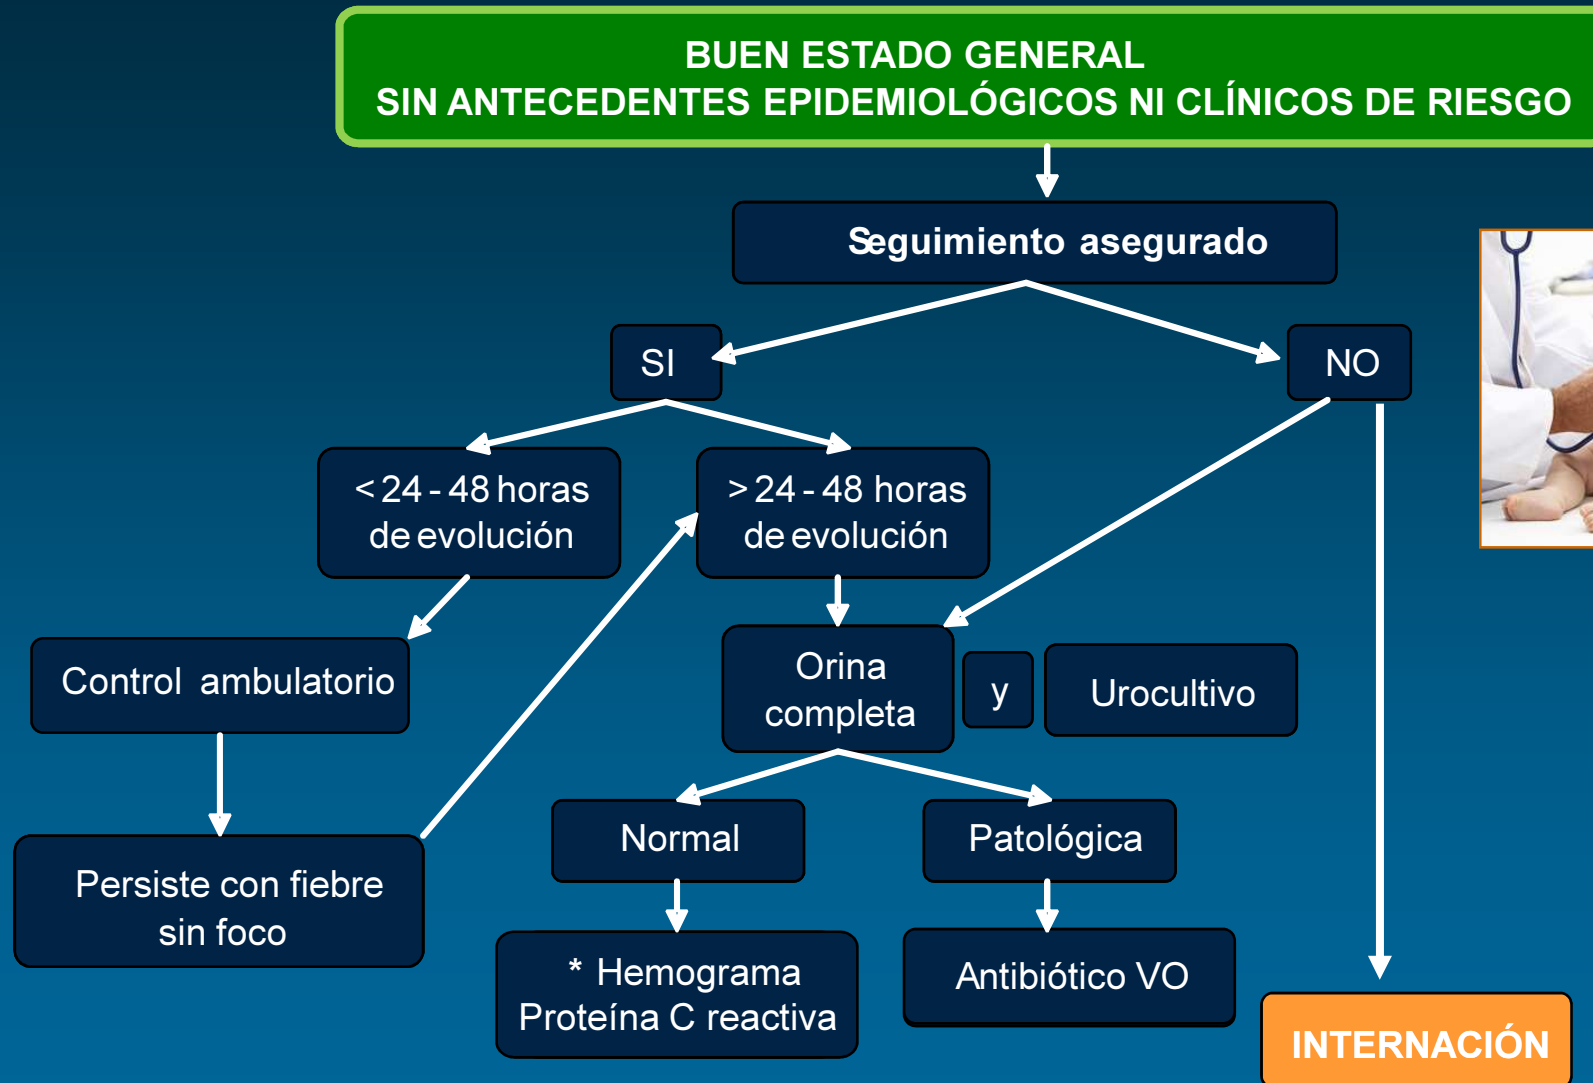 BUEN ESTADO GENERAL
SIN ANTECEDENTES EPIDEMIOLÓGICOS NI CLÍNICOS DE RIESGO
Seguimiento asegurado
SI
NO
< 24 - 48 horas
de evolución
> 24 - 48 horas
de evolución
Control ambulatorio
Orina
completa
y
Urocultivo
Normal
Patológica
Persiste con fiebre
sin foco
* Hemograma
Proteína C reactiva
Antibiótico VO
INTERNACIÓN